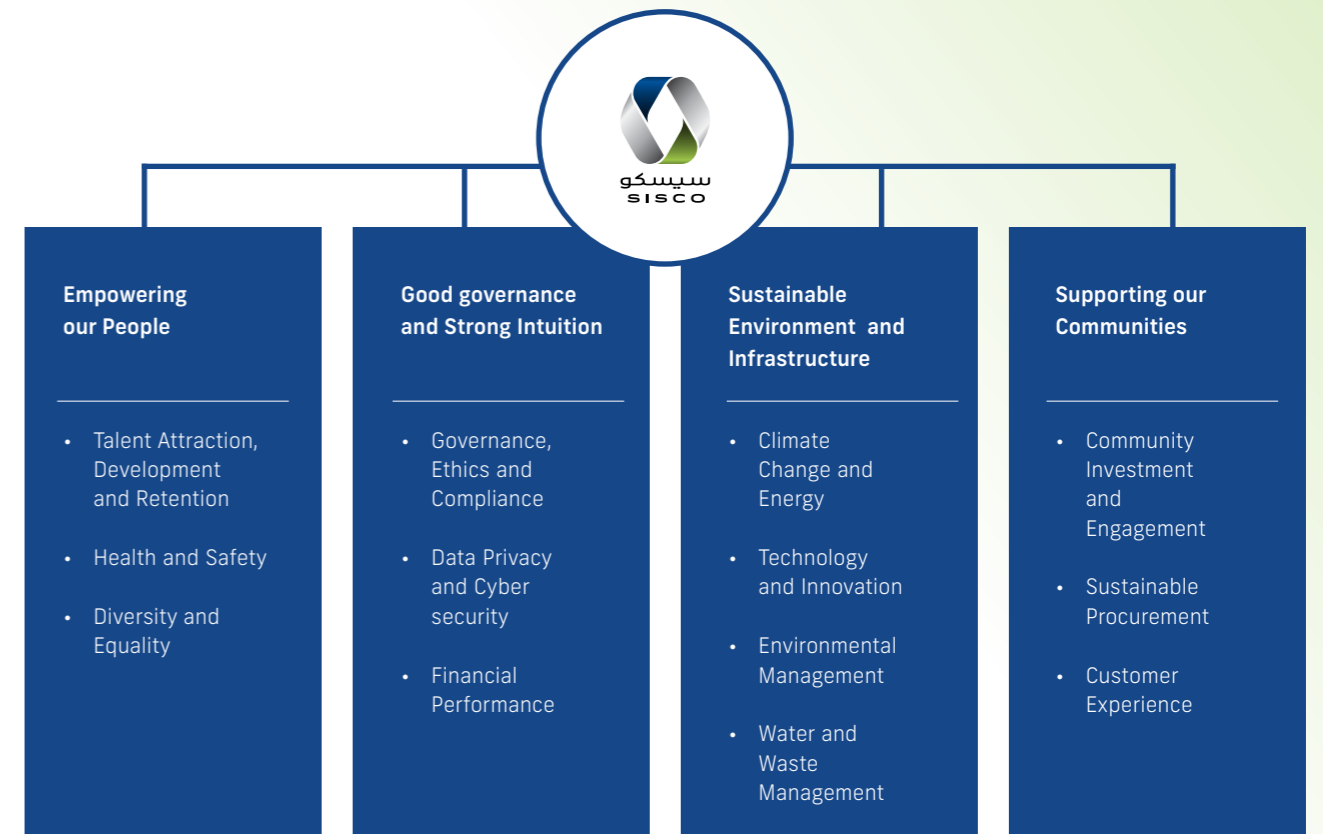 سيسكو
SISCO
Empowering
our People
• Talent Attraction,
Development
and Retention
• Health and Safety
• Diversity and
Equality
Good governance
and Strong Intuition
• Governance,
Ethics and
Compliance
• Data Privacy
and Cyber
security
• Financial
Performance
Sustainable
Environment and
Infrastructure
• Climate
Change and
Energy
• Technology
and Innovation
• Environmental
Management
• Water and
Waste
Management
Supporting our
Communities
• Community
Investment
and
Engagement
• Sustainable
Procurement
• Customer
Experience